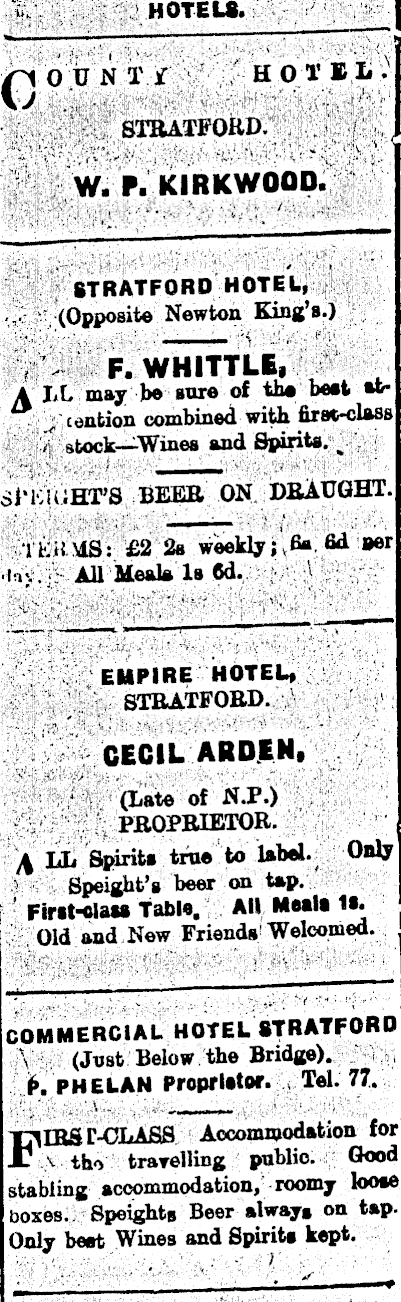 HOTELS.
COUNTY HOTEL.
STRATFORD.
W. P. KIRKWOOD.
STRATFORD HOTEL,
(Opposite Newton King's.)
F. WHITTLE,
ALL may be sure of the best at-
tention combined with first-class
stock—Wines and Spirits.
SPEIGHT'S BEER ON DRAUGHT.
TERMS: £2 2s weekly; 6s 6d per
day. All Meals 1s 6d.
EMPIRE HOTEL,
STRATFORD.
CECIL ARDEN,
(Late of N.P.)
PROPRIETOR.
ALL Spirits true to label. Only
Speight's beer on tap.
First-class Table. All Meals 1s.
Old and New Friends Welcomed.
COMMERCIAL HOTEL STRATFORD
(Just Below the Bridge).
P. PHELAN Proprietor. Tel. 77.
FIRST-CLASS Accommodation for
the travelling public. Good
stabling accommodation, roomy loose
boxes. Speights Beer always on tap.
Only best Wines and Spirits kept.